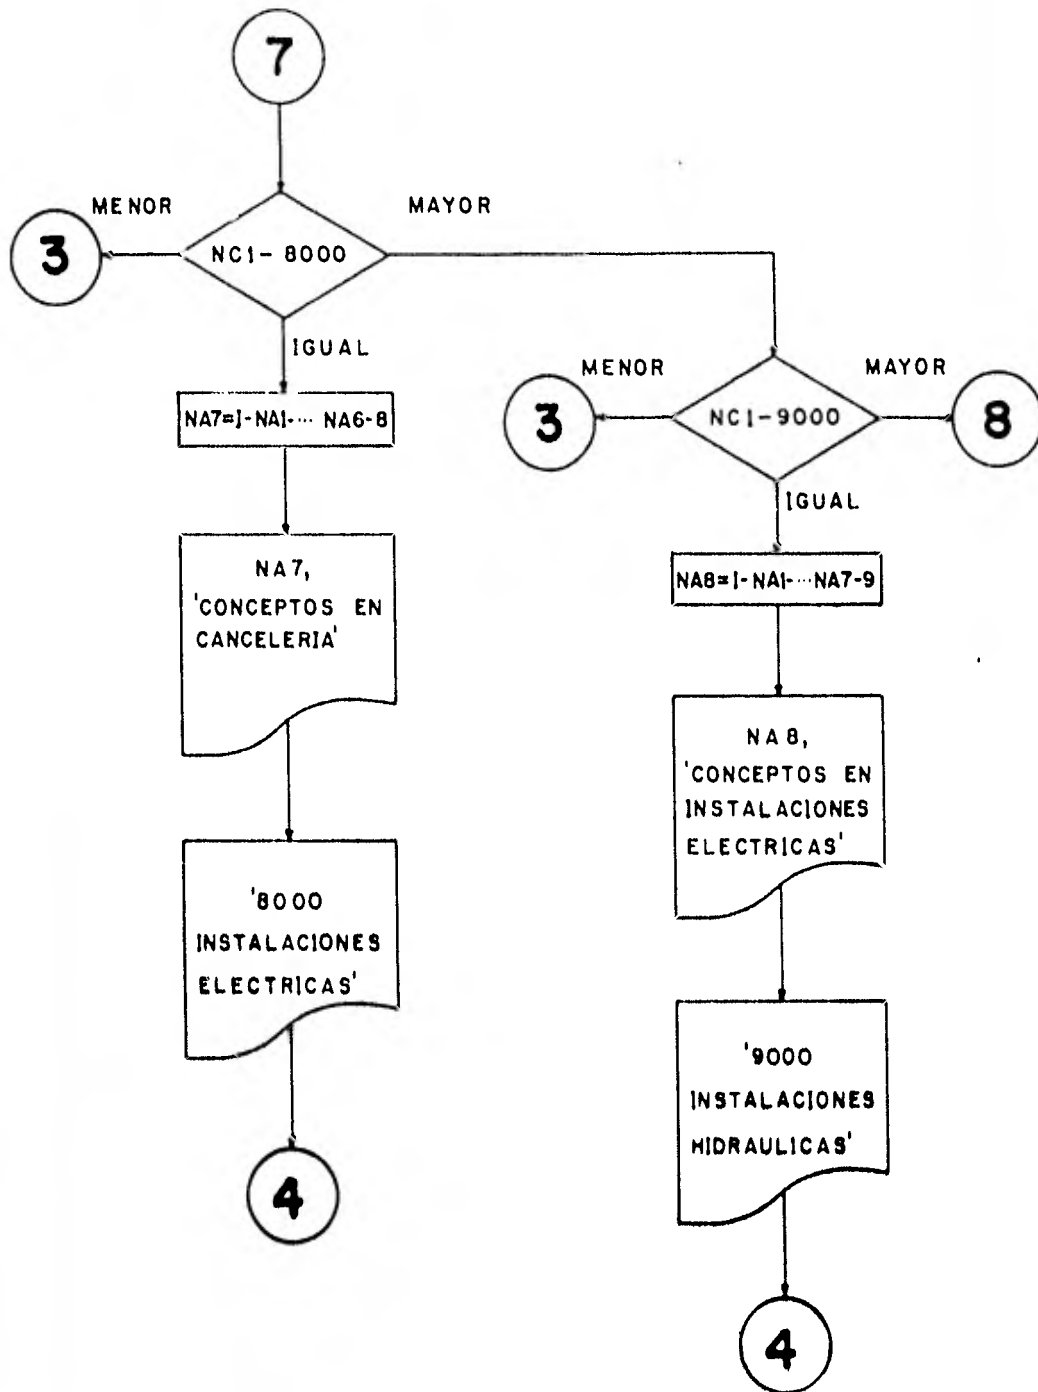 7
MENOR
MAYOR
3
NC1-8000
IGUAL
NA7=I-NA1-··· NA6-8
NA7,
'CONCEPTOS EN
CANCELERIA'
'8000
INSTALACIONES
ELECTRICAS'
4
MENOR
MAYOR
3
NC1-9000
8
IGUAL
NA8=I-NA1-···NA7-9
NA8,
'CONCEPTOS EN
INSTALACIONES
ELECTRICAS'
'9000
INSTALACIONES
HIDRAULICAS'
4